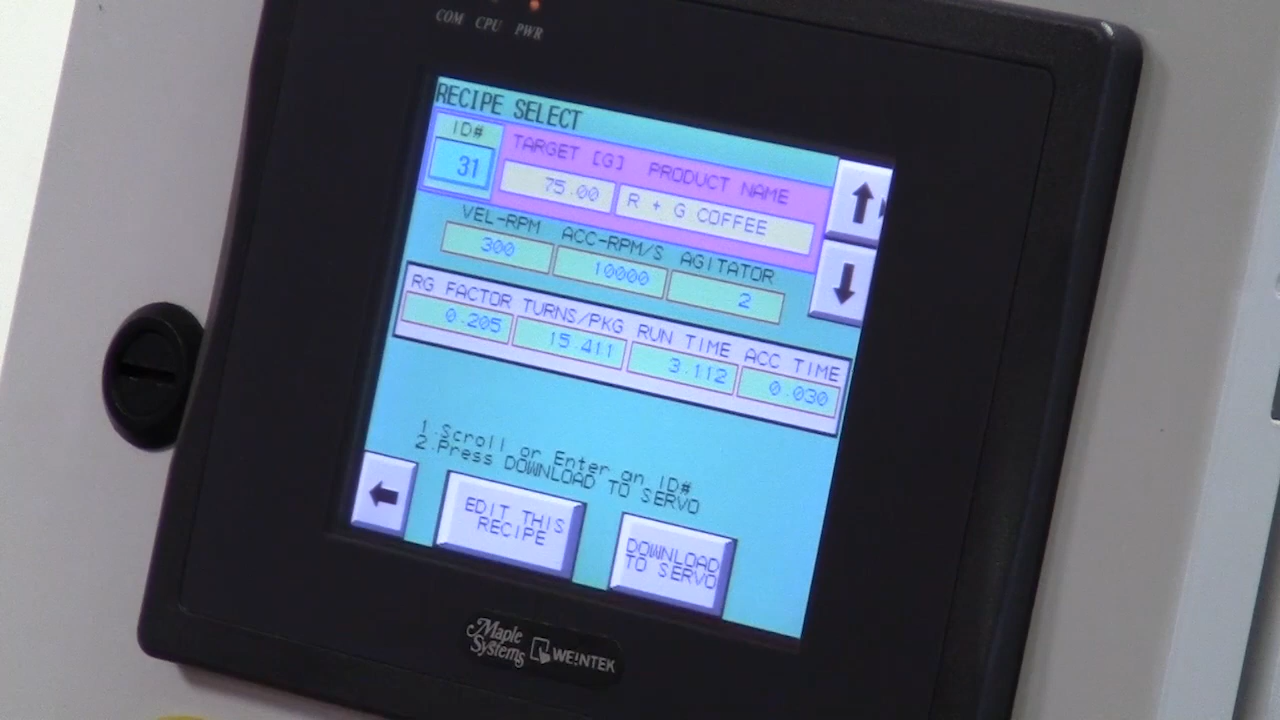 COM CPU PWR
RECIPE SELECT
ID#
31
TARGET [G] PRODUCT NAME
75.00 R + G COFFEE
VEL-RPM ACC-RPM/S AGITATOR
300 10000 2
RG FACTOR TURNS/PKG RUN TIME ACC TIME
0.205 15.411 3.112 0.030
1.Scroll or Enter an ID#
2.Press DOWNLOAD TO SERVO
EDIT THIS
RECIPE
DOWNLOAD
TO SERVO
Maple
Systems
WE!NTEK